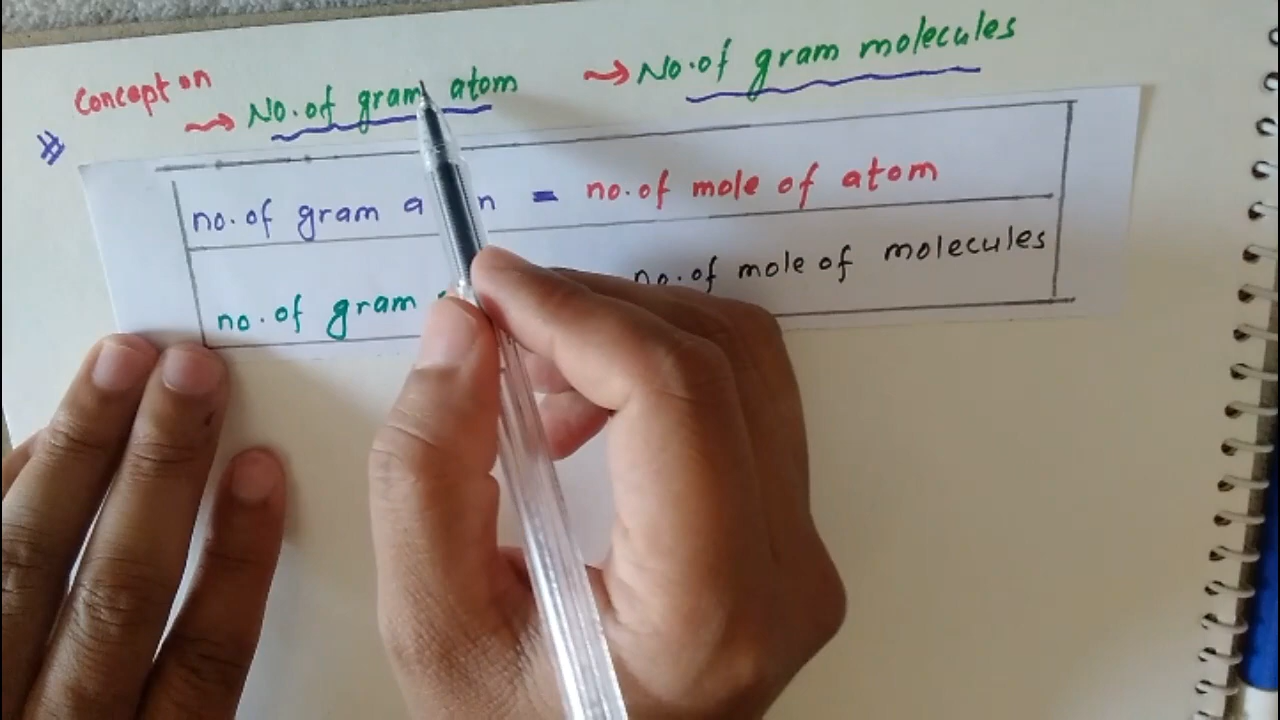 Concept on
→ No. of gram atom → No. of gram molecules
#
no. of gram = no. of mole of atom
no. of gram no. of mole of molecules